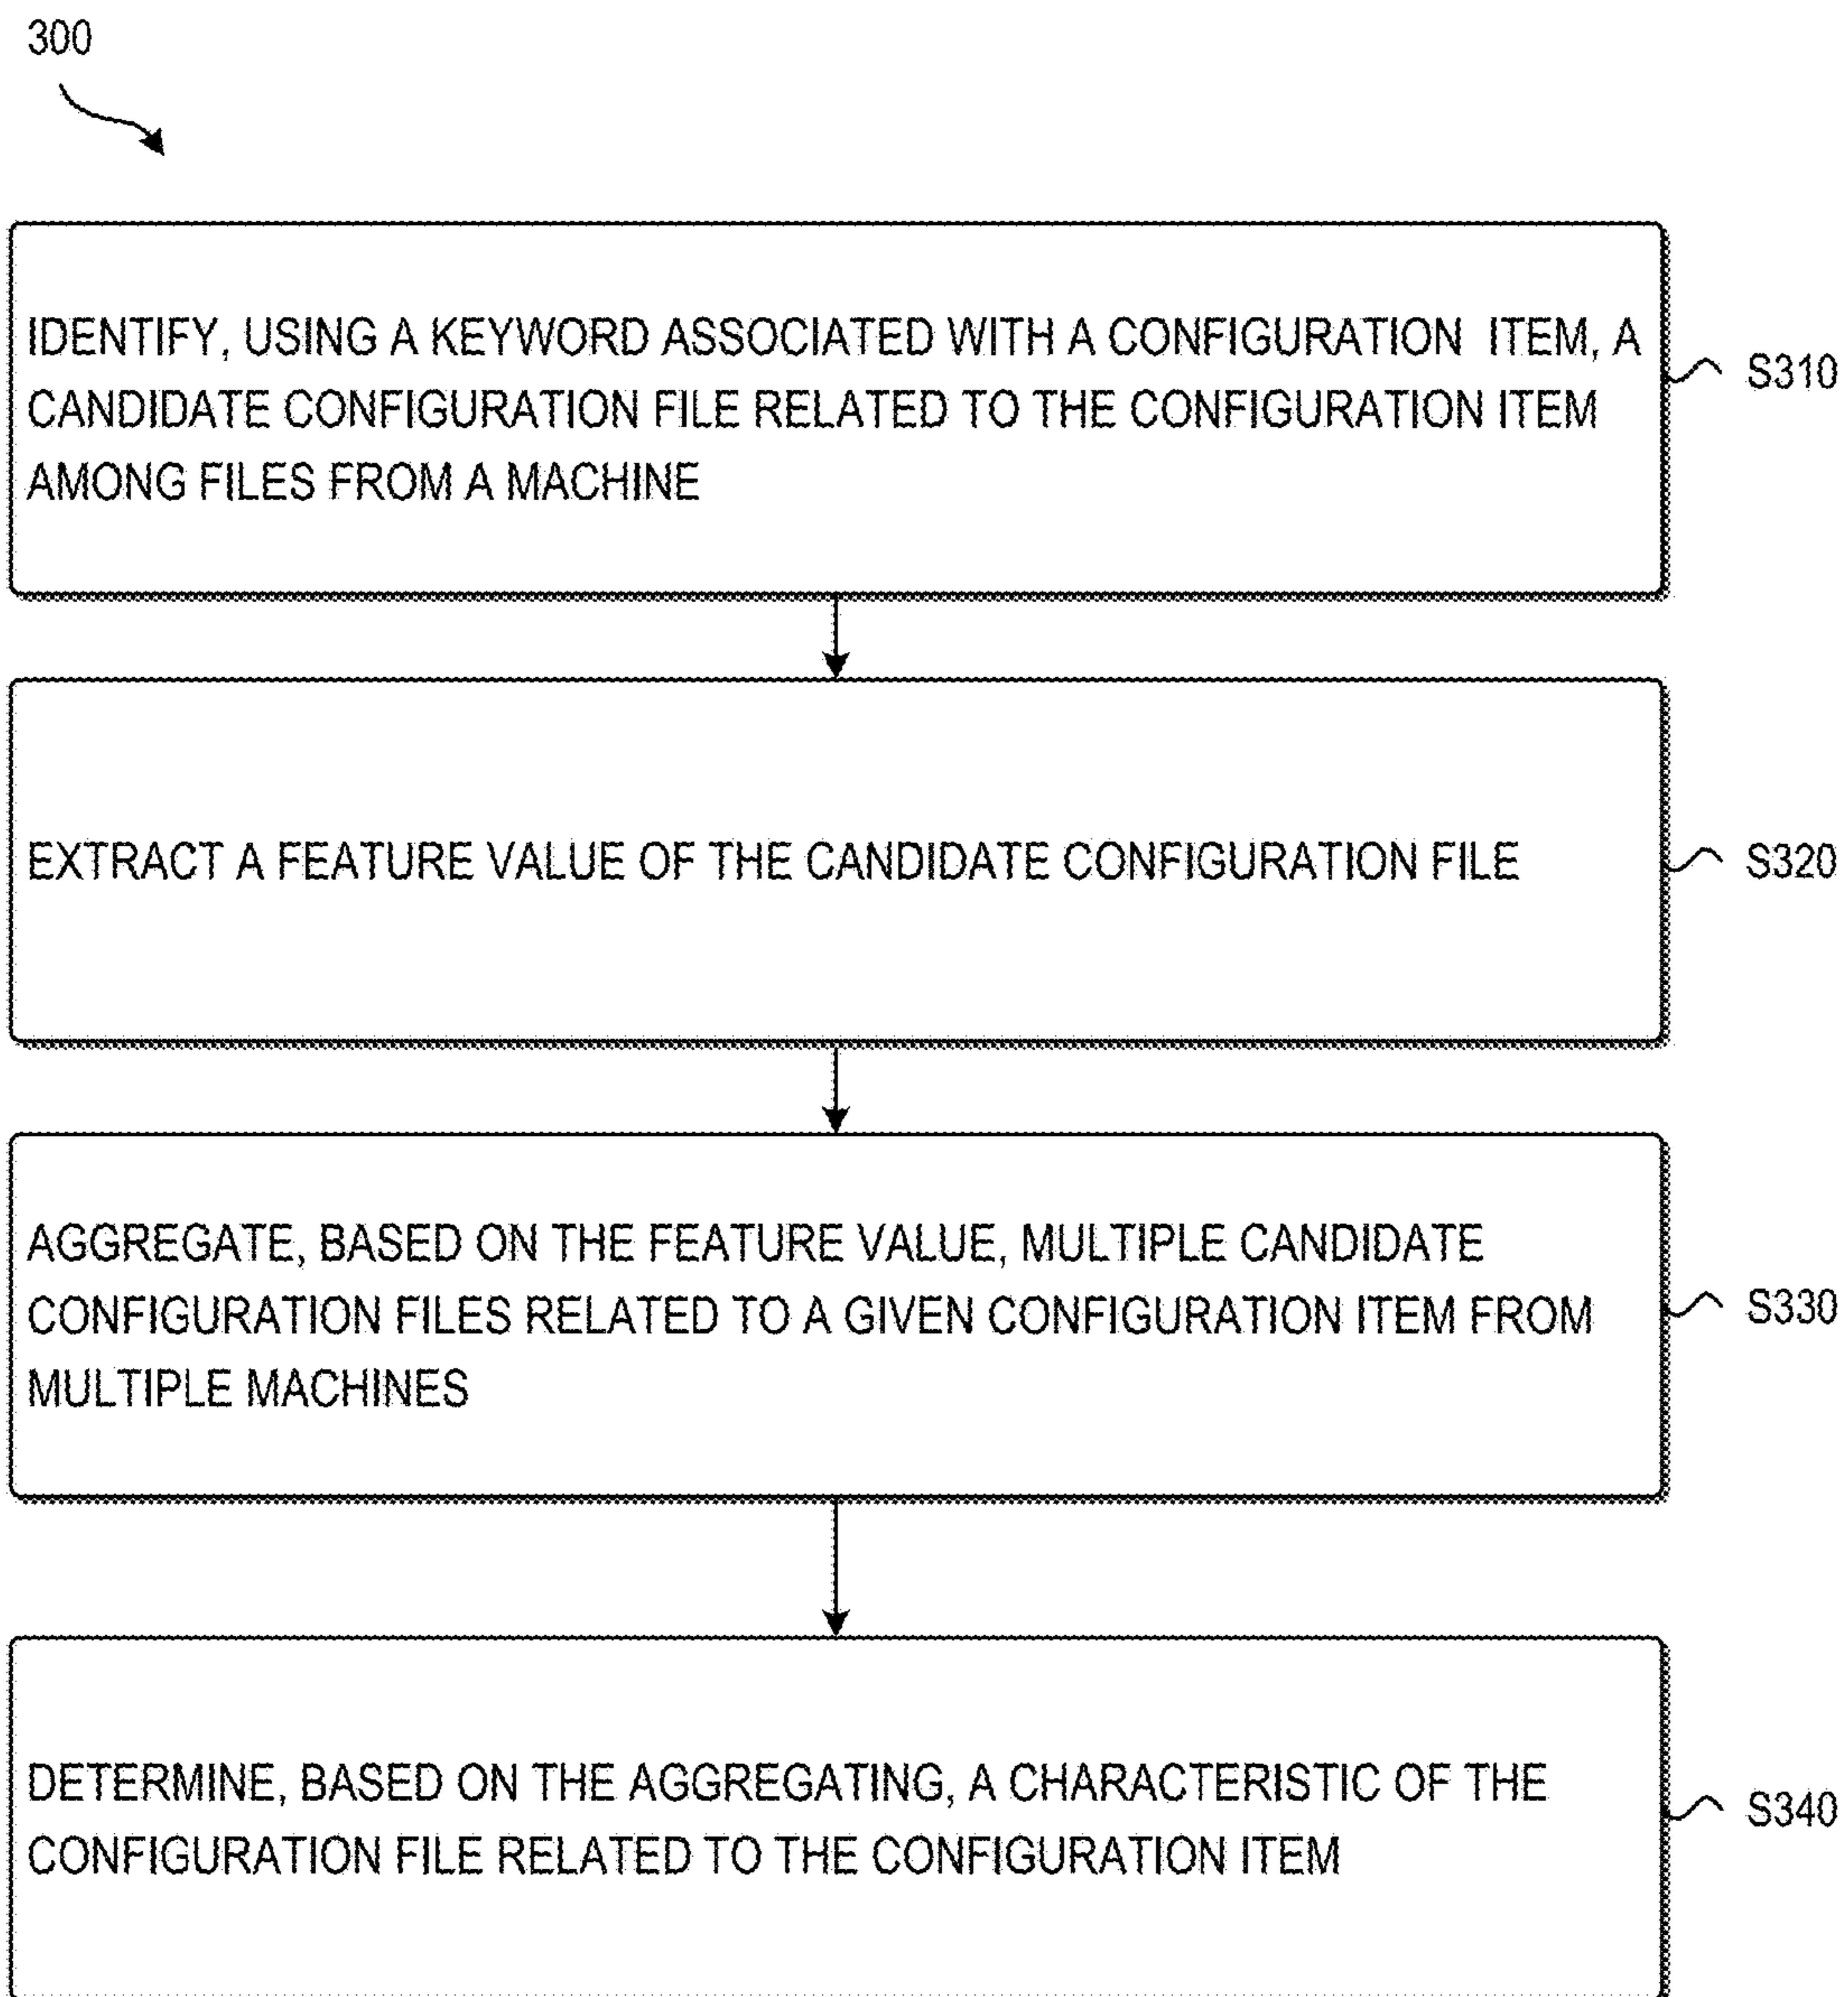 300
IDENTIFY, USING A KEYWORD ASSOCIATED WITH A CONFIGURATION ITEM, A
CANDIDATE CONFIGURATION FILE RELATED TO THE CONFIGURATION ITEM
AMONG FILES FROM A MACHINE
S310
EXTRACT A FEATURE VALUE OF THE CANDIDATE CONFIGURATION FILE
S320
AGGREGATE, BASED ON THE FEATURE VALUE, MULTIPLE CANDIDATE
CONFIGURATION FILES RELATED TO A GIVEN CONFIGURATION ITEM FROM
MULTIPLE MACHINES
S330
DETERMINE, BASED ON THE AGGREGATING, A CHARACTERISTIC OF THE
CONFIGURATION FILE RELATED TO THE CONFIGURATION ITEM
S340